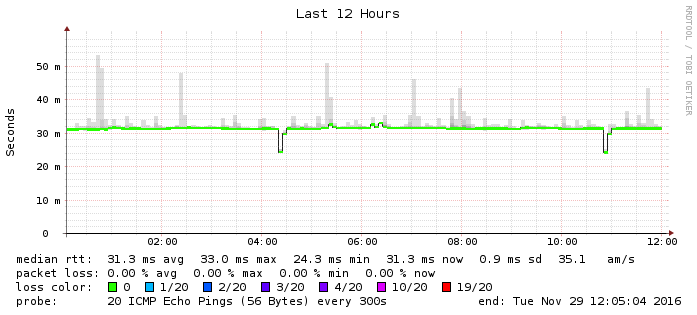 Last 12 Hours
RRDTOOL / TOBI OETIKER
Seconds
50 m
40 m
30 m
20 m
10 m
0
02:00 04:00 06:00 08:00 10:00 12:00
median rtt: 31.3 ms avg 33.0 ms max 24.3 ms min 31.3 ms now 0.9 ms sd 35.1 am/s
packet loss: 0.00 % avg 0.00 % max 0.00 % min 0.00 % now
loss color: 0 1/20 2/20 3/20 4/20 10/20 19/20
probe: 20 ICMP Echo Pings (56 Bytes) every 300s end: Tue Nov 29 12:05:04 2016